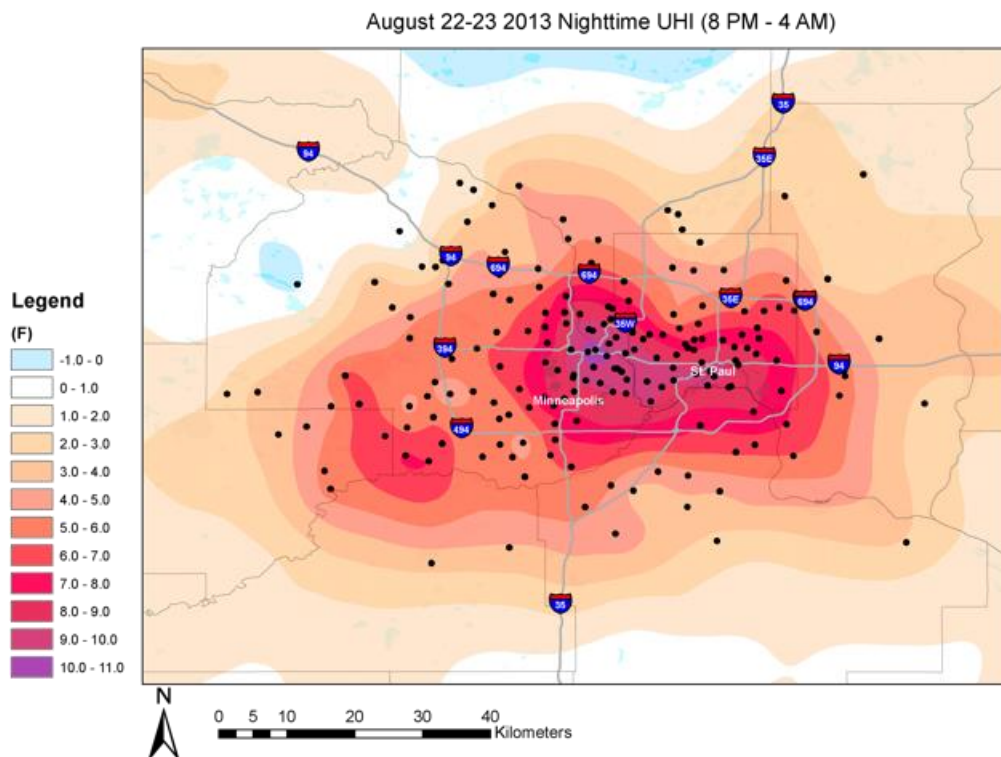 August 22-23 2013 Nighttime UHI (8 PM - 4 AM)
35
94
35E
94
694
694
35E
694
Legend
(F)
-1.0 - 0
0 - 1.0
1.0 - 2.0
2.0 - 3.0
3.0 - 4.0
4.0 - 5.0
5.0 - 6.0
6.0 - 7.0
7.0 - 8.0
8.0 - 9.0
9.0 - 10.0
10.0 - 11.0
35W
394
94
St. Paul
Minneapolis
494
35
N
0 5 10 20 30 40
Kilometers